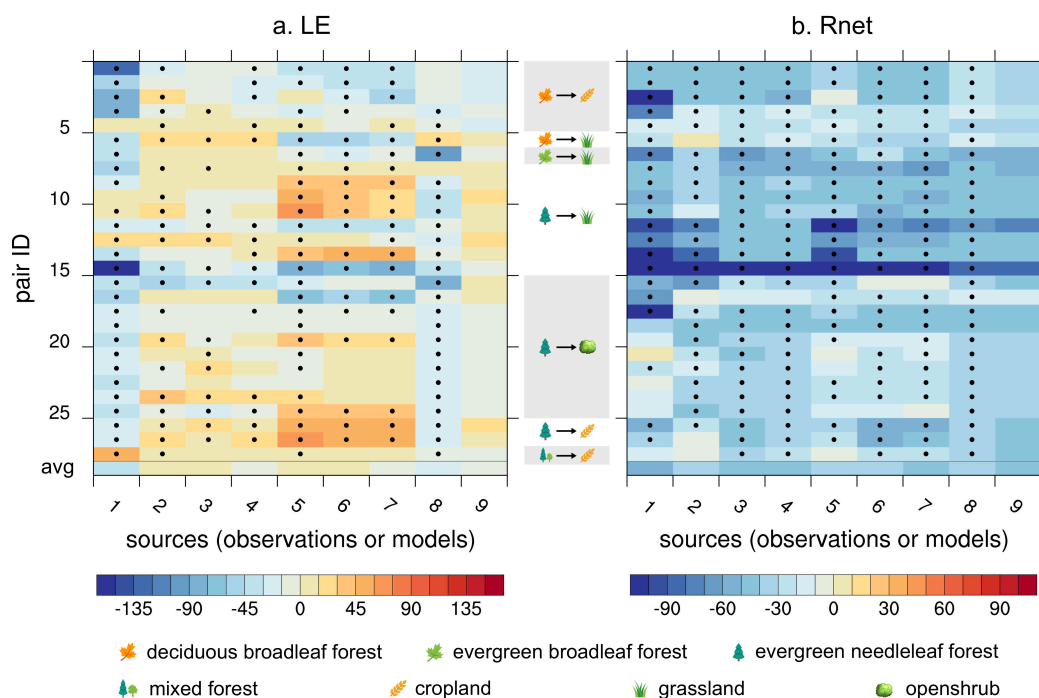 a. LE
b. Rnet
pair ID
5
10
15
20
25
avg
1 2 3 4 5 6 7 8 9
1 2 3 4 5 6 7 8 9
sources (observations or models)
sources (observations or models)
-135 -90 -45 0 45 90 135
-90 -60 -30 0 30 60 90
deciduous broadleaf forest
evergreen broadleaf forest
evergreen needleleaf forest
mixed forest
cropland
grassland
openshrub